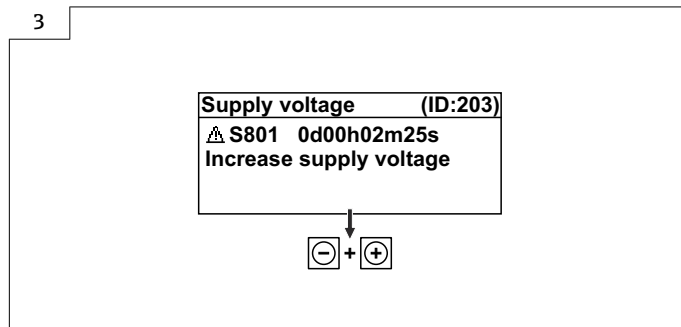 3
Supply voltage (ID:203)
⚠ S801 0d00h02m25s
Increase supply voltage
- + +